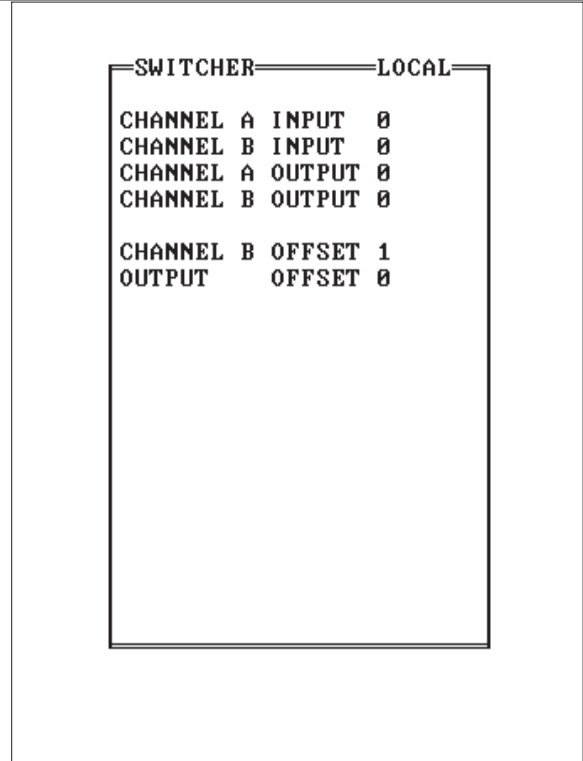 SWITCHER LOCAL
CHANNEL A INPUT 0
CHANNEL B INPUT 0
CHANNEL A OUTPUT 0
CHANNEL B OUTPUT 0
CHANNEL B OFFSET 1
OUTPUT OFFSET 0